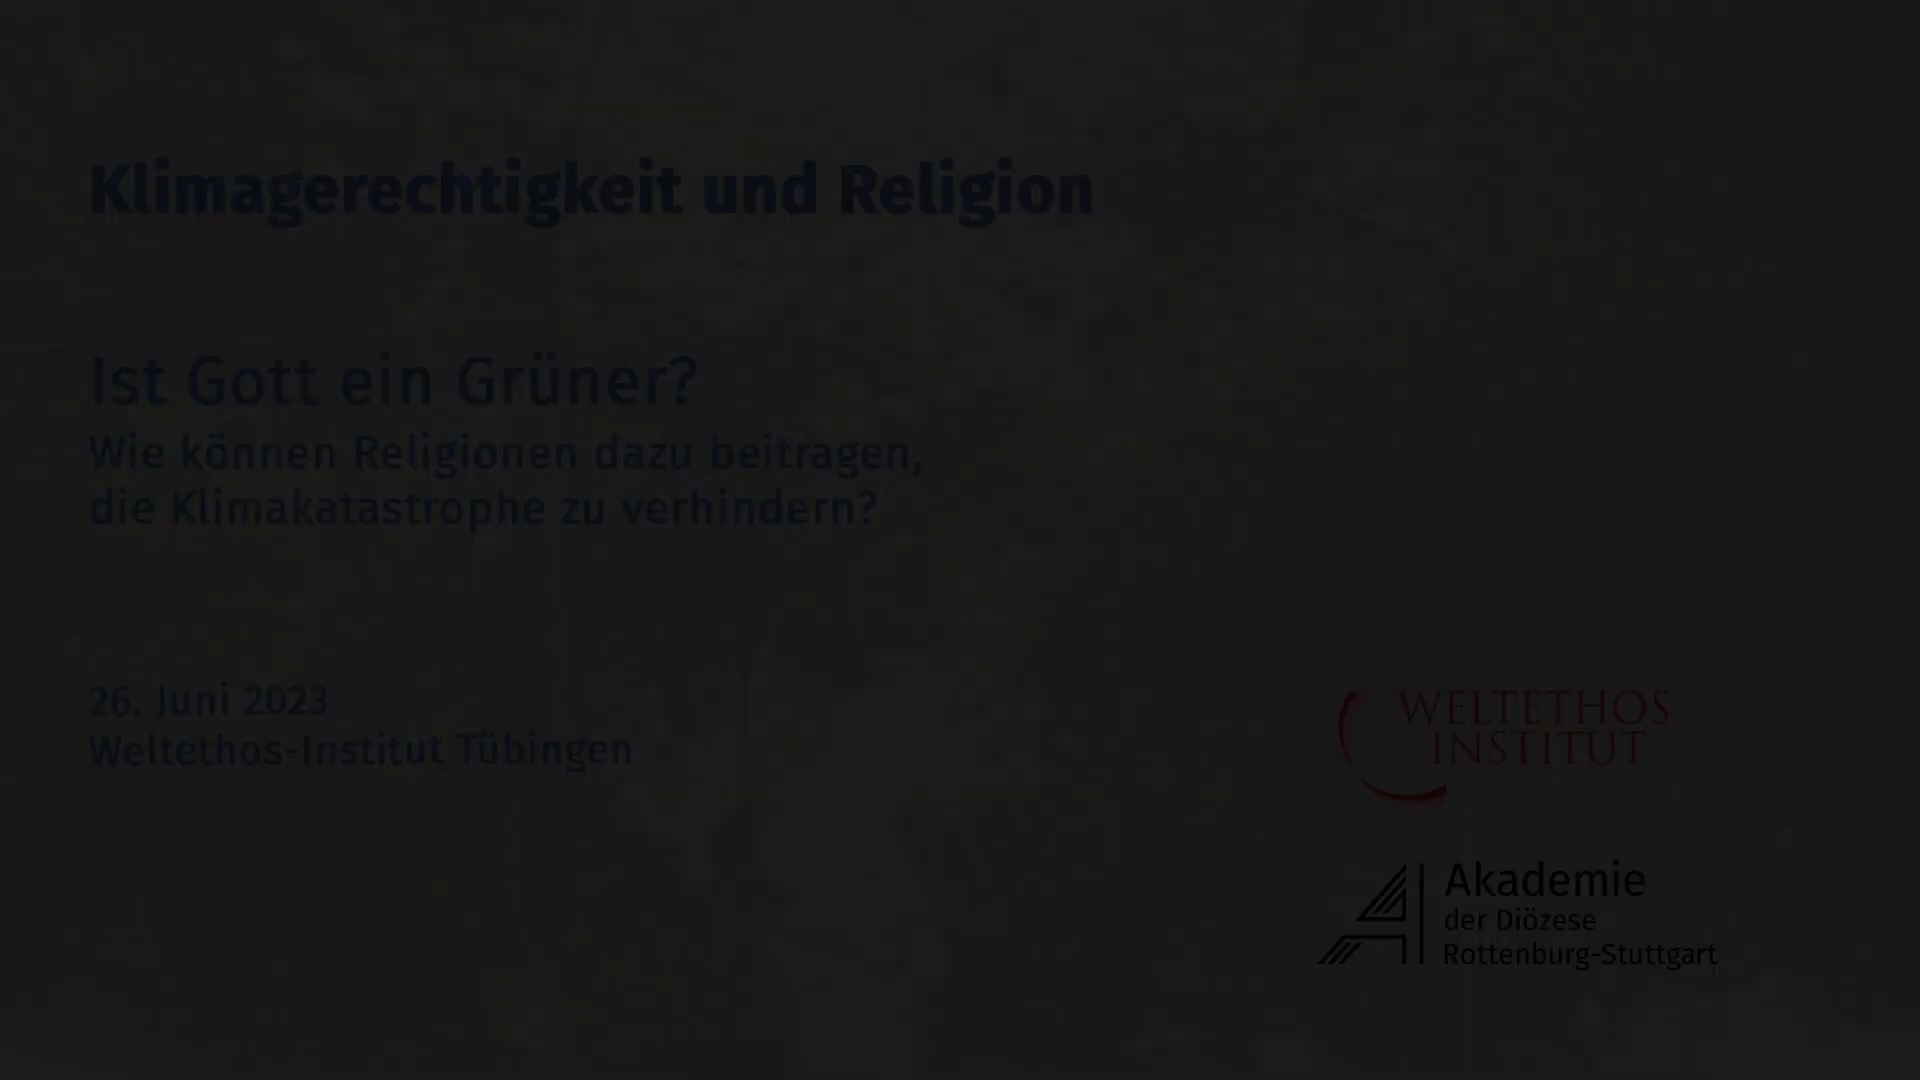 Klimagerechtigkeit und Religion
Ist Gott ein Grüner?
Wie können Religionen dazu beitragen,
die Klimakatastrophe zu verhindern?
26. Juni 2023
Weltethos-Institut Tübingen
WELTETHOS
INSTITUT
Akademie
der Diözese
Rottenburg-Stuttgart